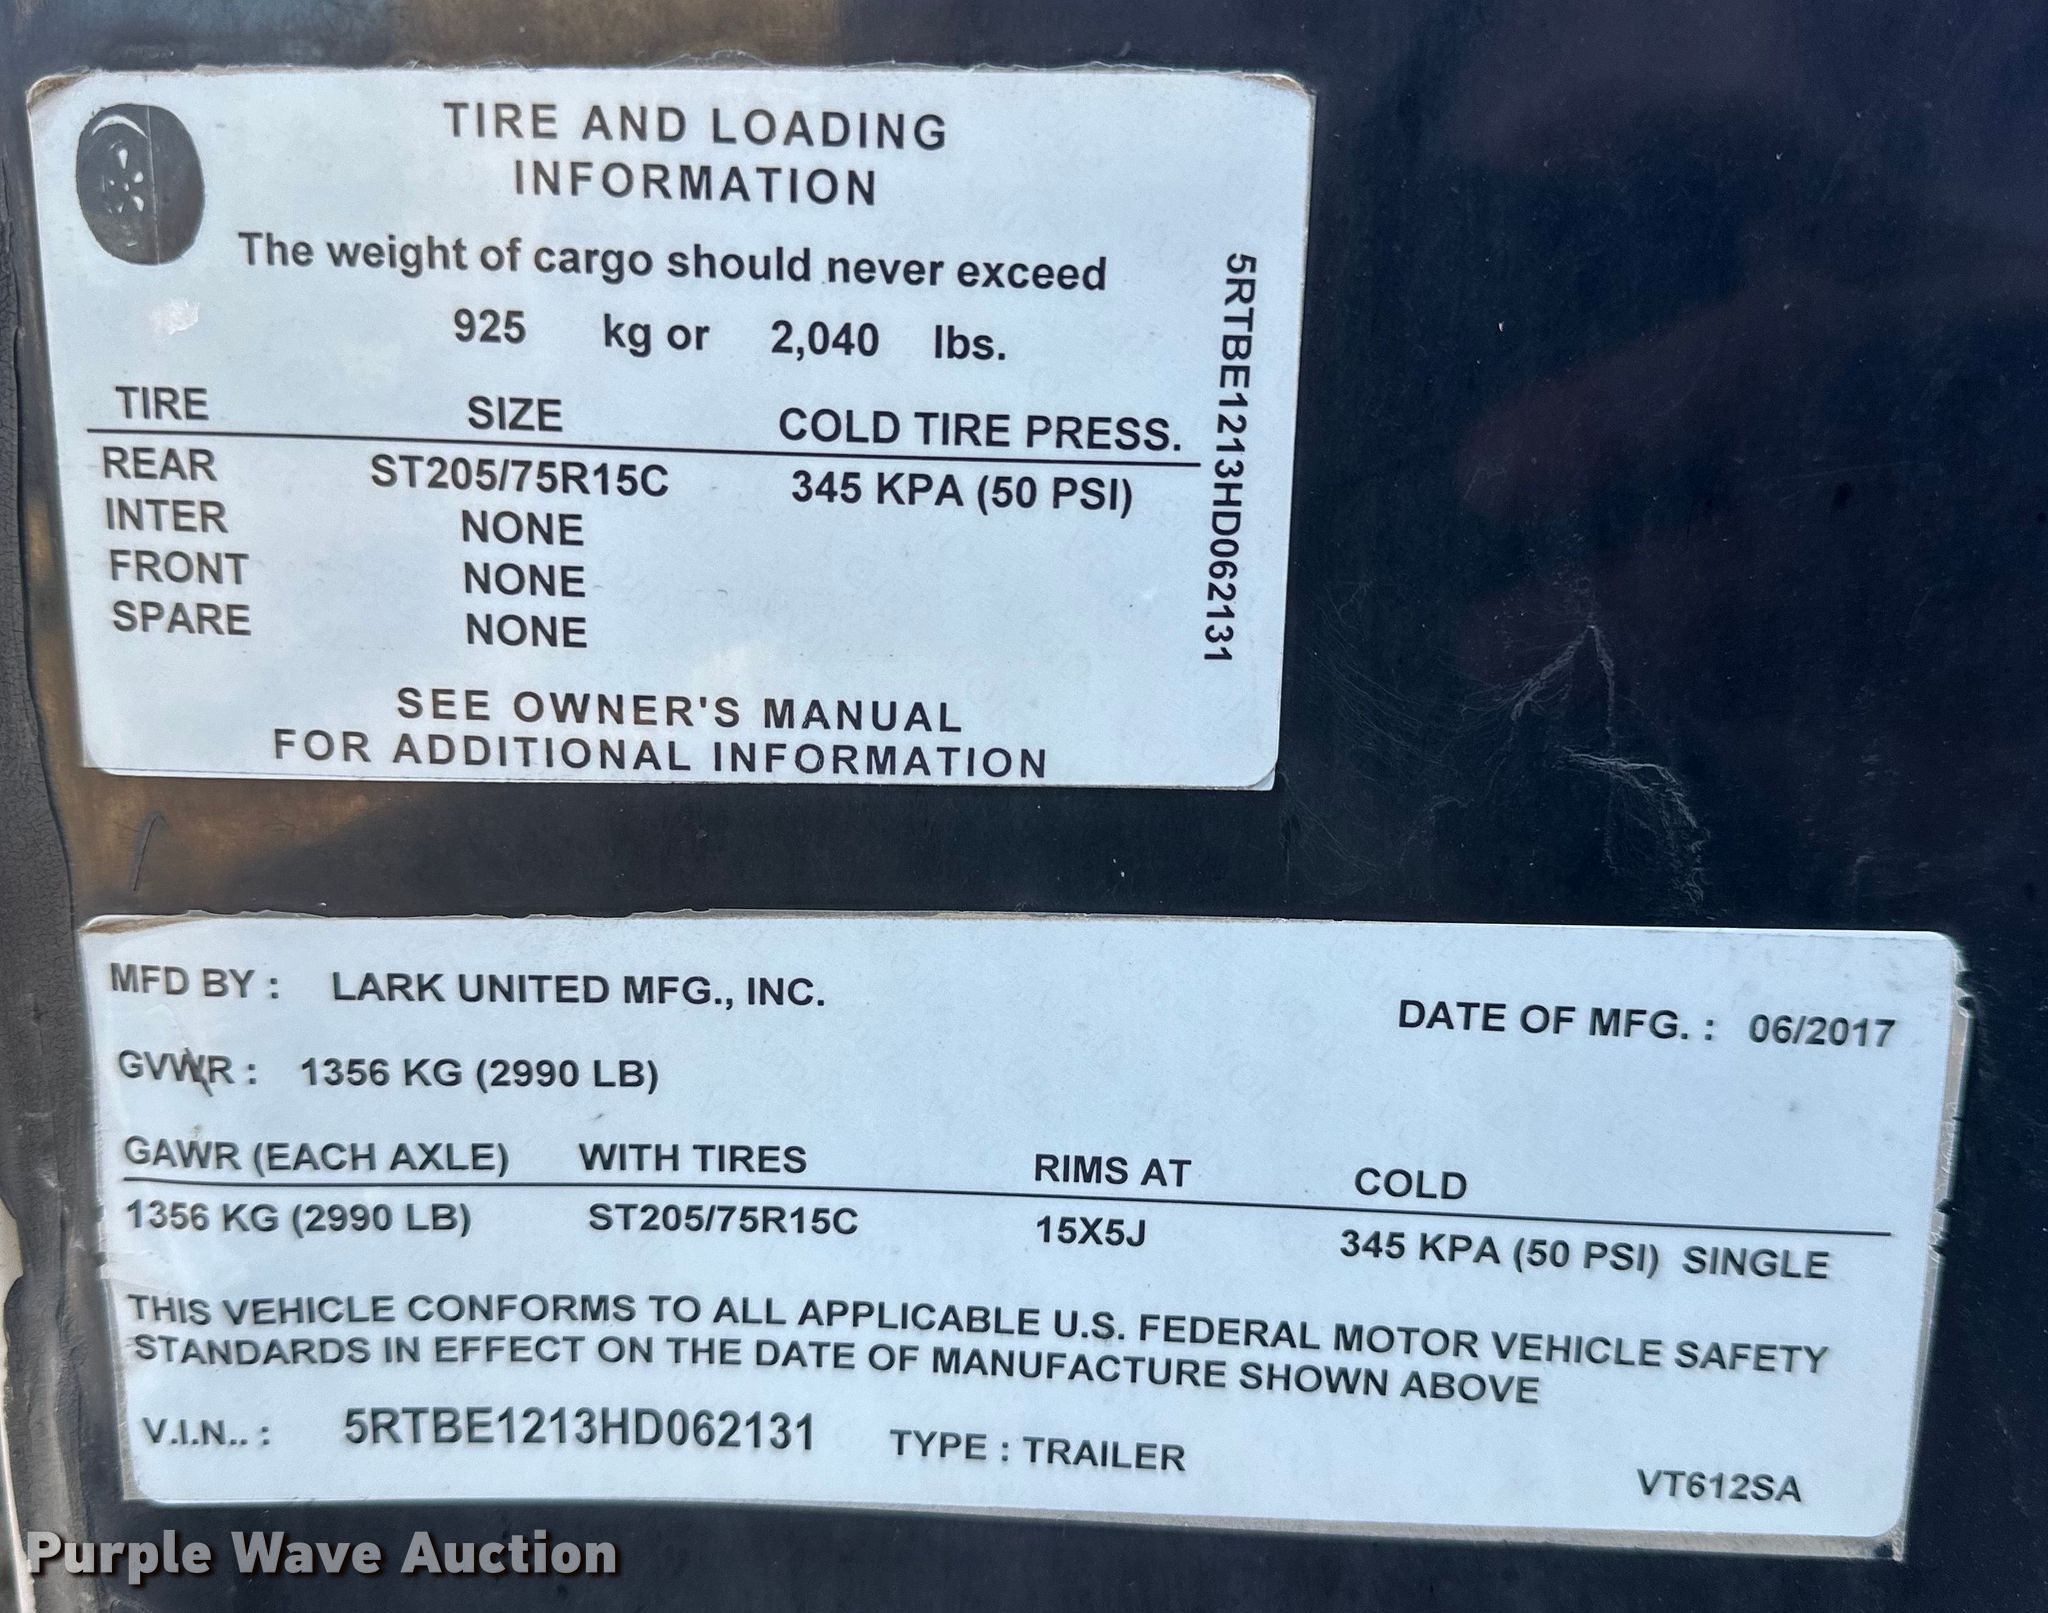 TIRE AND LOADING
INFORMATION
The weight of cargo should never exceed
925 kg or 2,040 lbs.
TIRE SIZE COLD TIRE PRESS.
REAR ST205/75R15C 345 KPA (50 PSI)
INTER NONE
FRONT NONE
SPARE NONE
SEE OWNER'S MANUAL
FOR ADDITIONAL INFORMATION
5RTBE1213HD062131
MFD BY : LARK UNITED MFG., INC. DATE OF MFG. : 06/2017
GVWR : 1356 KG (2990 LB)
GAWR (EACH AXLE) WITH TIRES RIMS AT COLD
1356 KG (2990 LB) ST205/75R15C 15X5J 345 KPA (50 PSI) SINGLE
THIS VEHICLE CONFORMS TO ALL APPLICABLE U.S. FEDERAL MOTOR VEHICLE SAFETY
STANDARDS IN EFFECT ON THE DATE OF MANUFACTURE SHOWN ABOVE
V.I.N.. : 5RTBE1213HD062131 TYPE : TRAILER
VT612SA
Purple Wave Auction